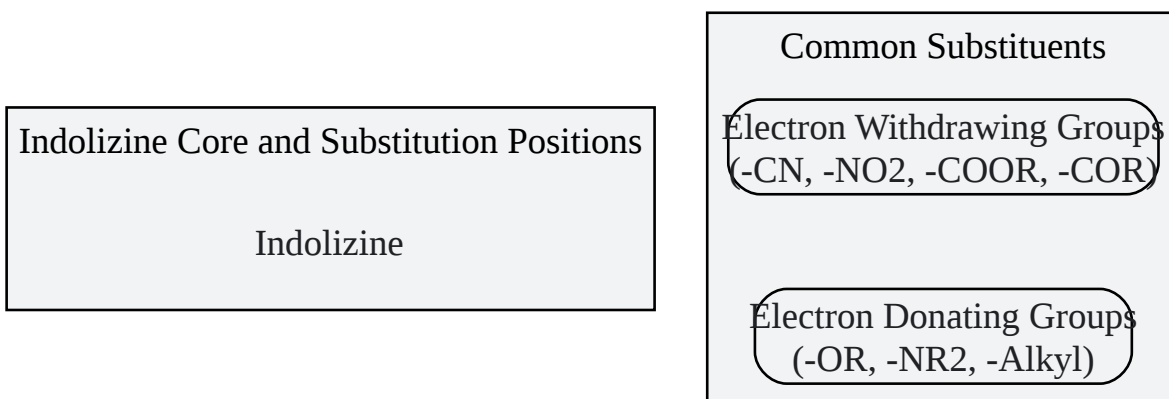 Indolizine Core and Substitution Positions
Indolizine
Common Substituents
Electron Withdrawing Groups
(-CN, -NO2, -COOR, -COR)
Electron Donating Groups
(-OR, -NR2, -Alkyl)